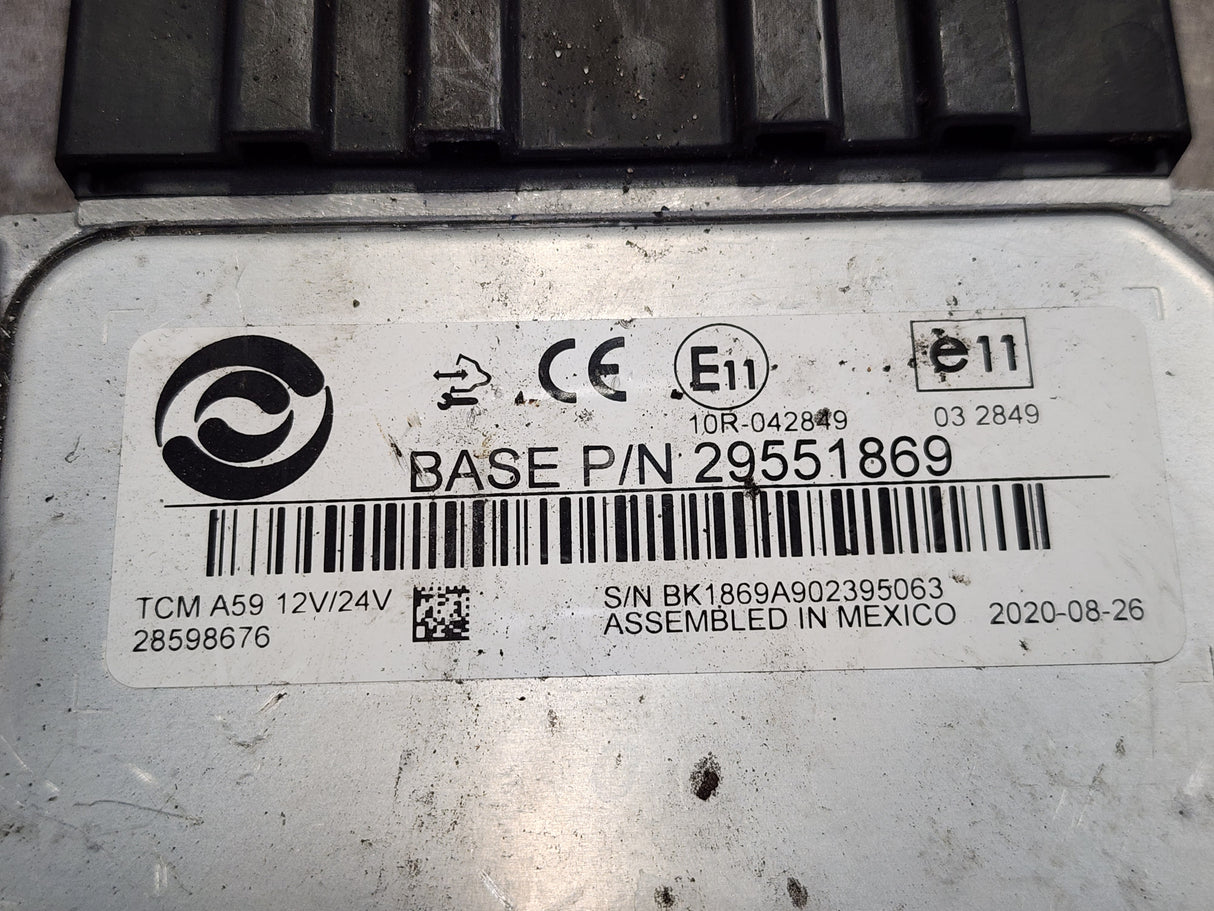 CE E11 e11
10R-042849 03 2849
BASE P/N 29551869
TCM A59 12V/24V
28598676
S/N BK1869A902395063
ASSEMBLED IN MEXICO 2020-08-26